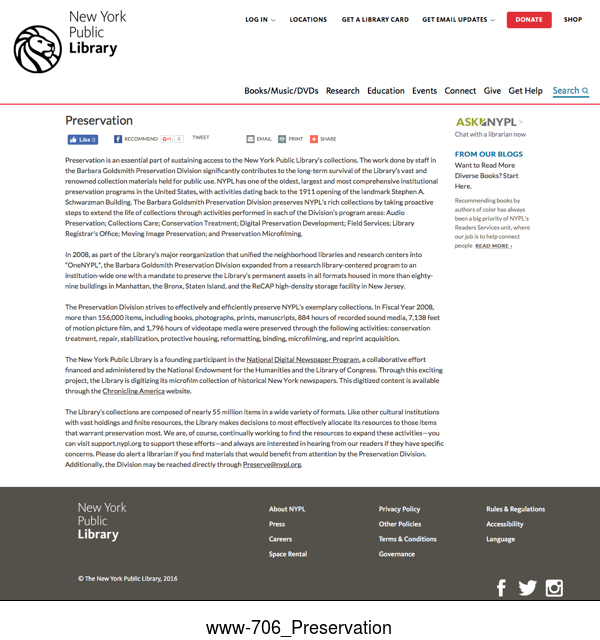 New York
Public
Library
LOG IN
LOCATIONS
GET A LIBRARY CARD
GET EMAIL UPDATES
DONATE
SHOP
Books/Music/DVDs Research Education Events Connect Give Get Help Search
Preservation
Like 0
RECOMMEND
G+1 0
TWEET
EMAIL
PRINT
SHARE
Preservation is an essential part of sustaining access to the New York Public Library's collections. The work done by staff in
the Barbara Goldsmith Preservation Division significantly contributes to the long-term survival of the Library's vast and
renowned collection materials held for public use. NYPL has one of the oldest, largest and most comprehensive institutional
preservation programs in the United States, with activities dating back to the 1911 opening of the landmark Stephen A.
Schwarzman Building. The Barbara Goldsmith Preservation Division preserves NYPL's rich collections by taking proactive
steps to extend the life of collections through activities performed in each of the Division's program areas: Audio
Preservation; Collections Care; Conservation Treatment; Digital Preservation Development; Field Services; Library
Registrar's Office; Moving Image Preservation; and Preservation Microfilming.
In 2008, as part of the Library's major reorganization that unified the neighborhood libraries and research centers into
"OneNYPL", the Barbara Goldsmith Preservation Division expanded from a research library-centered program to an
institution-wide one with a mandate to preserve the Library's permanent assets in all formats housed in more than eighty-
nine buildings in Manhattan, the Bronx, Staten Island, and the ReCAP high-density storage facility in New Jersey.
The Preservation Division strives to effectively and efficiently preserve NYPL's exemplary collections. In Fiscal Year 2008,
more than 156,000 items, including books, photographs, prints, manuscripts, 884 hours of recorded sound media, 7,138 feet
of motion picture film, and 1,796 hours of videotape media were preserved through the following activities: conservation
treatment, repair, stabilization, protective housing, reformatting, binding, microfilming, and reprint acquisition.
The New York Public Library is a founding participant in the National Digital Newspaper Program, a collaborative effort
financed and administered by the National Endowment for the Humanities and the Library of Congress. Through this exciting
project, the Library is digitizing its microfilm collection of historical New York newspapers. This digitized content is available
through the Chronicling America website.
The Library's collections are composed of nearly 55 million items in a wide variety of formats. Like other cultural institutions
with vast holdings and finite resources, the Library makes decisions to most effectively allocate its resources to those items
that warrant preservation most. We are, of course, continually working to find the resources to expand these activities—you
can visit support.nypl.org to support these efforts—and always are interested in hearing from our readers if they have specific
concerns. Please do alert a librarian if you find materials that would benefit from attention by the Preservation Division.
Additionally, the Division may be reached directly through Preserve@nypl.org.
ASK NYPL >
Chat with a librarian now
FROM OUR BLOGS
Want to Read More
Diverse Books? Start
Here.
Recommending books by
authors of color has always
been a big priority of NYPL's
Readers Services unit, where
our job is to help connect
people READ MORE ›
New York
Public
Library
About NYPL
Press
Careers
Space Rental
Privacy Policy
Other Policies
Terms & Conditions
Governance
Rules & Regulations
Accessibility
Language
© The New York Public Library, 2016
www-706_Preservation